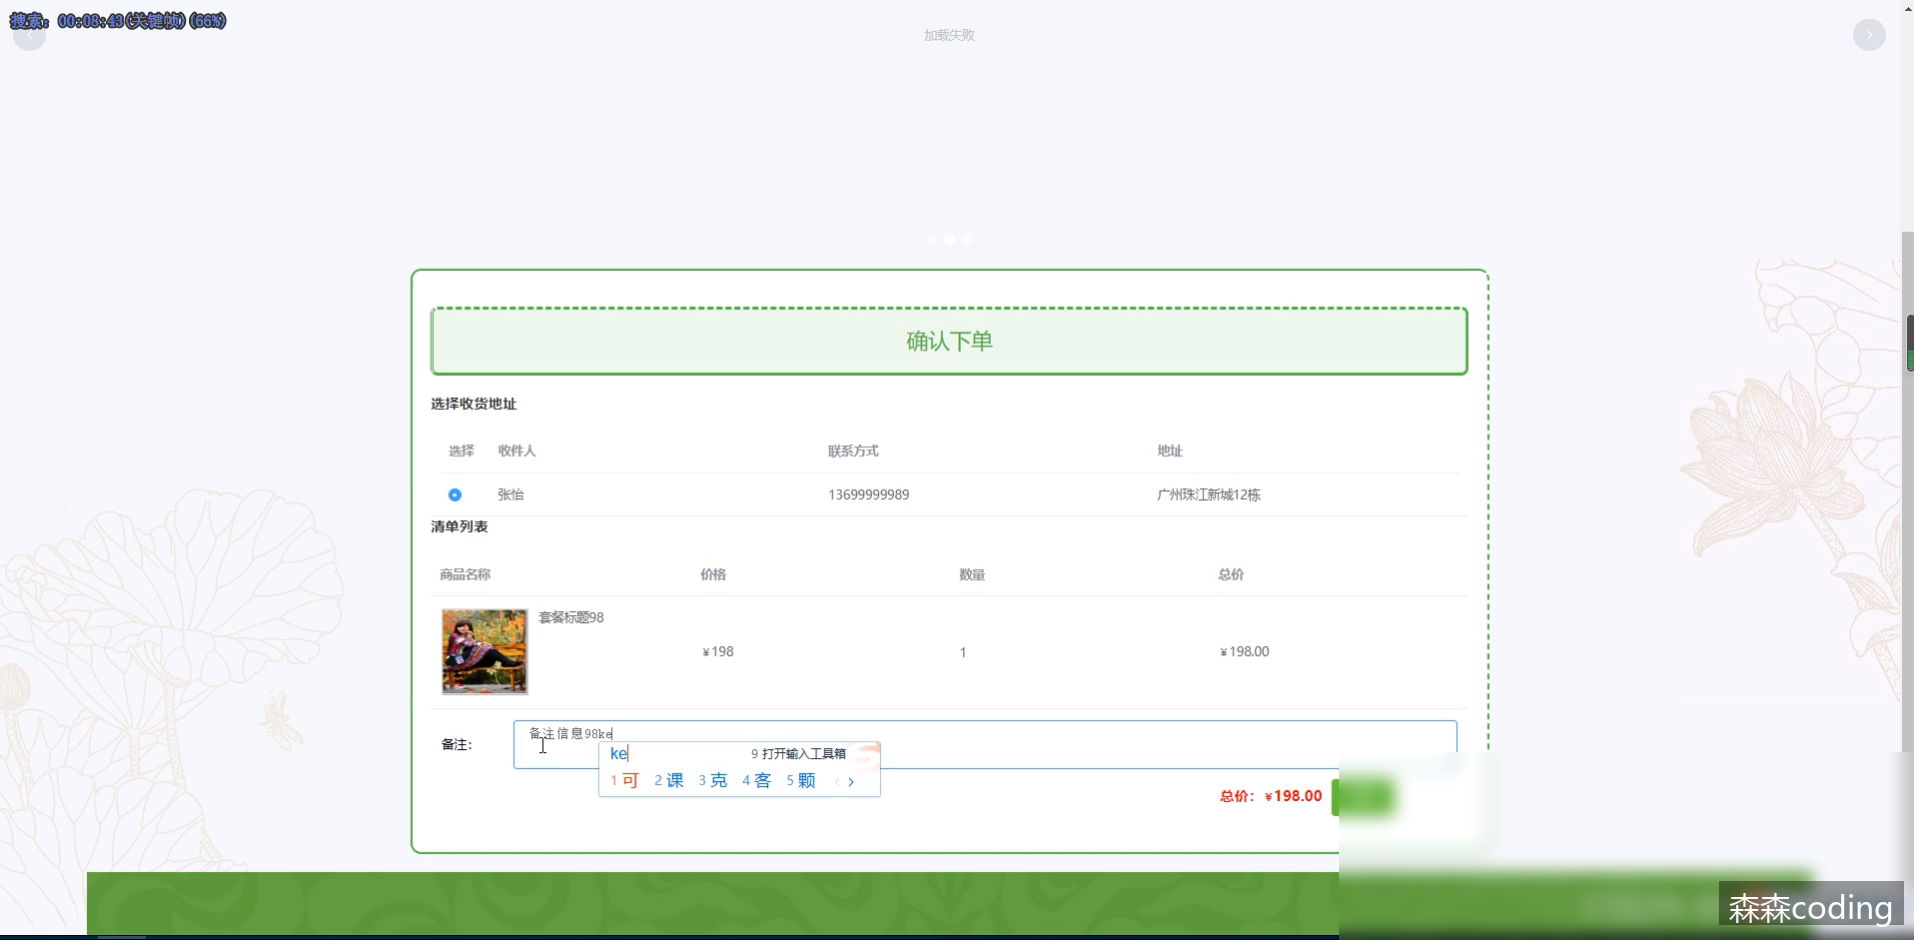 搜索: 00:08:43(关键帧)(66%)
加载失败
确认下单
选择收货地址
选择 收件人 联系方式 地址
张怡 13699999989 广州珠江新城12栋
清单列表
商品名称 价格 数量 总价
套餐标题98
¥198 1 ¥198.00
备注: 备注信息98ke
ke 9 打开输入工具箱
1 可 2 课 3 克 4 客 5 颗
总价: ¥198.00
森森coding